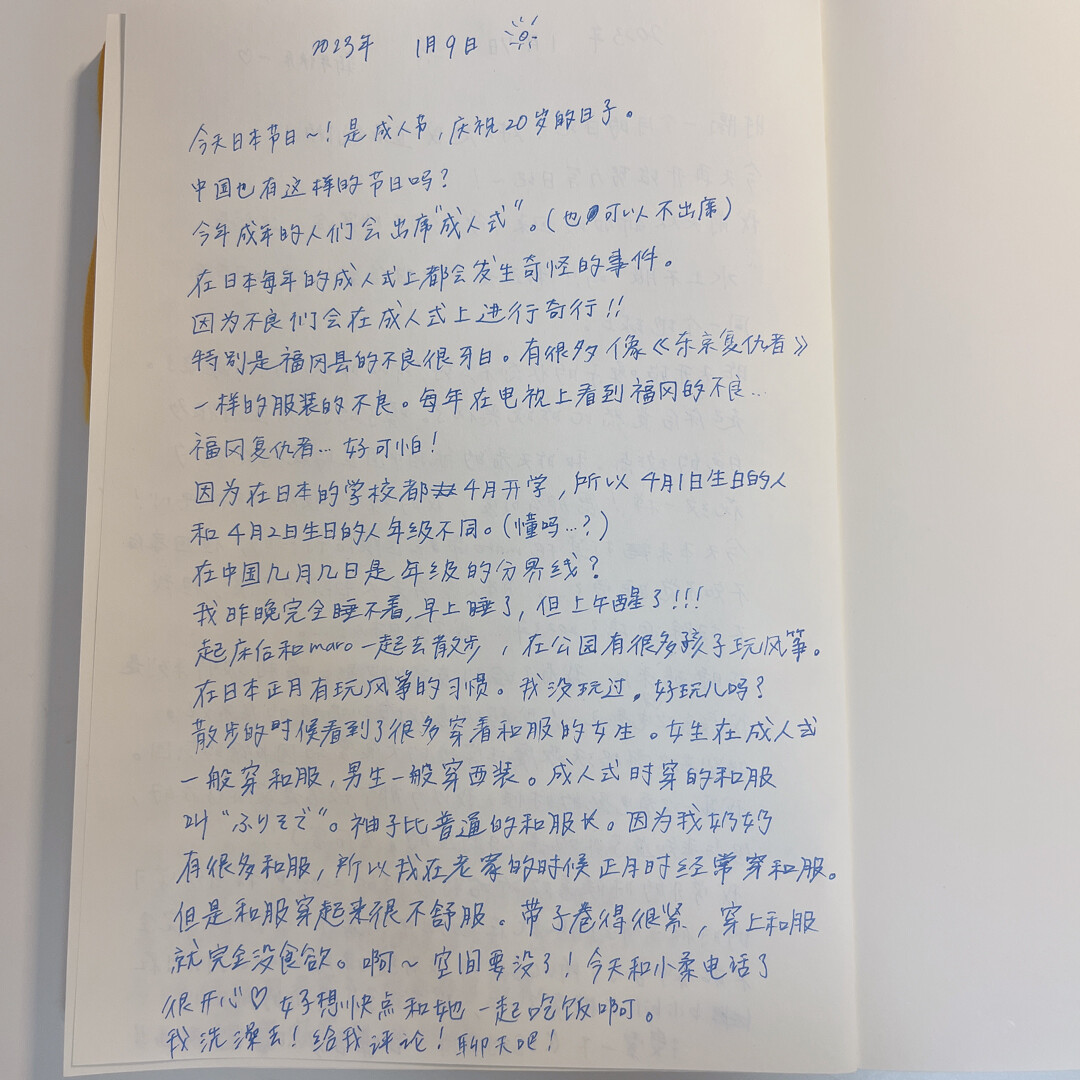 2023年 1月9日
今天日本节日~！是成人节，庆祝20岁的日子。
中国也有这样的节日吗？
今年成年的人们会出席“成人式”。（也可以人不出席）
在日本每年的成人式上都会发生奇怪的事件。
因为不良们会在成人式上进行奇行!!
特别是福冈县的不良很牙白。有很多像《东京复仇者》
一样的服装的不良。每年在电视上看到福冈的不良…
福冈复仇者…好可怕！
因为在日本的学校都4月开学，所以4月1日生日的人
和4月2日生日的人年级不同。（懂吗…？）
在中国几月几日是年级的分界线？
我昨晚完全睡不着，早上睡了，但上午醒了!!!
起床后和maro一起去散步，在公园有很多孩子玩风筝。
在日本正月有玩风筝的习惯。我没玩过。好玩儿吗？
散步的时候看到了很多穿着和服的女生。女生在成人式
一般穿和服，男生一般穿西装。成人式时穿的和服
叫“ふりそで”。袖子比普通的和服长。因为我奶奶
有很多和服，所以我在老家的时候正月时经常穿和服。
但是和服穿起来很不舒服。带子卷得很紧，穿上和服
就完全没食欲。啊~空间要没了！今天和小柔电话了
很开心♡好想快点和她一起吃饭啊。
我洗澡去！给我评论！聊天吧！